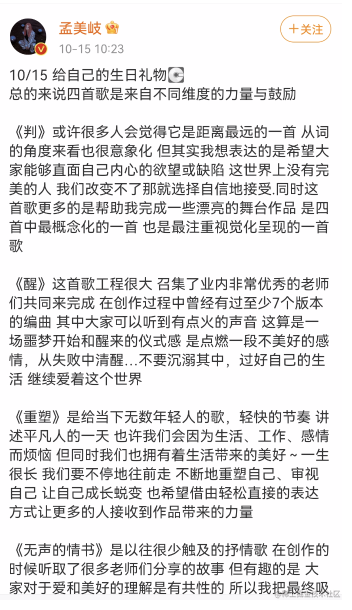 孟美岐
10-15 10:23
+关注
10/15 给自己的生日礼物
总的来说四首歌是来自不同维度的力量与鼓励
《判》或许很多人会觉得它是距离最远的一首 从词
的角度来看也很意象化 但其实我想表达的是希望大
家能够直面自己内心的欲望或缺陷 这世界上没有完
美的人 我们改变不了那就选择自信地接受.同时这
首歌更多的是帮助我完成一些漂亮的舞台作品 是四
首中最概念化的一首 也是最注重视觉化呈现的一首
歌
《醒》这首歌工程很大 召集了业内非常优秀的老师
们共同来完成 在创作过程中曾经有过至少7个版本
的编曲 其中大家可以听到有点火的声音 这算是一
场噩梦开始和醒来的仪式感 是点燃一段不美好的感
情，从失败中清醒...不要沉溺其中，过好自己的生
活 继续爱着这个世界
《重塑》是给当下无数年轻人的歌，轻快的节奏 讲
述平凡人的一天 也许我们会因为生活、工作、感情
而烦恼 但同时我们也拥有着生活带来的美好～一生
很长 我们要不停地往前走 不断地重塑自己、审视
自己 让自己成长蜕变 也希望借由轻松直接的表达
方式让更多的人接收到作品带来的力量
《无声的情书》是以往很少触及的抒情歌 在创作的
时候听取了很多老师们分享的故事 但有趣的是 大
家对于爱和美好的理解是有共性的 所以我把最终吸